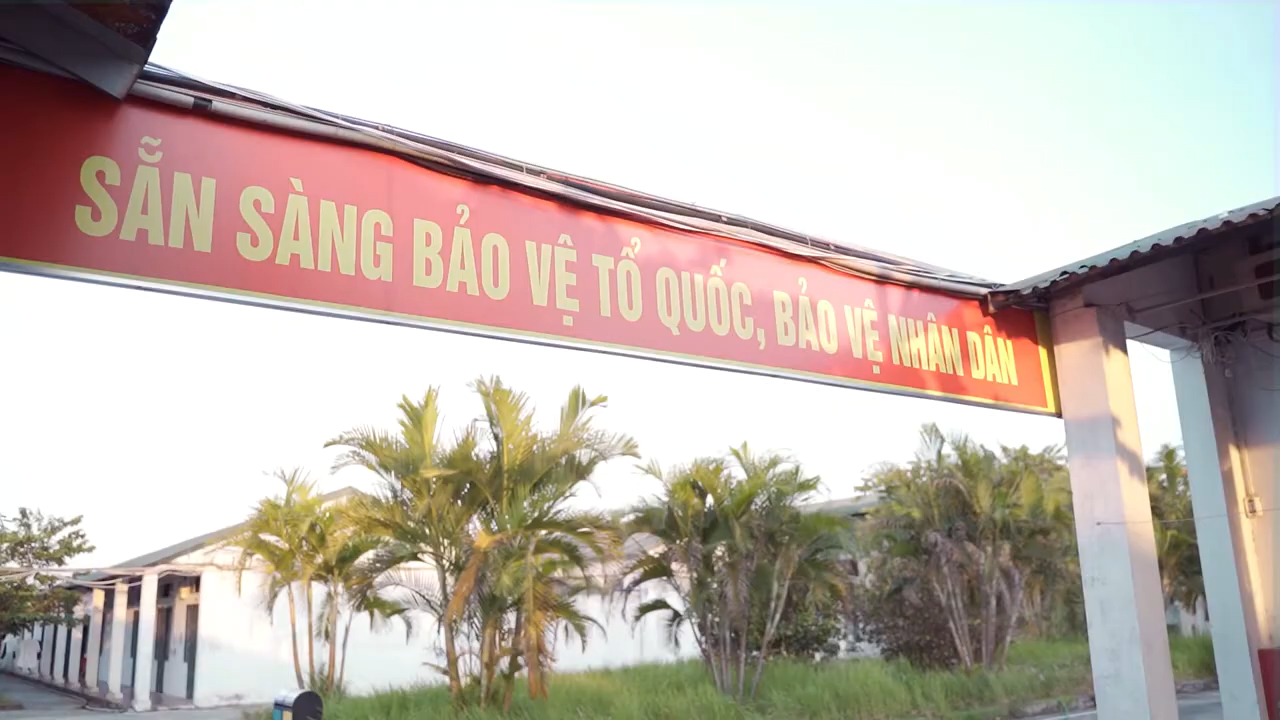 SẴN SÀNG BẢO VỆ TỔ QUỐC, BẢO VỆ NHÂN DÂN